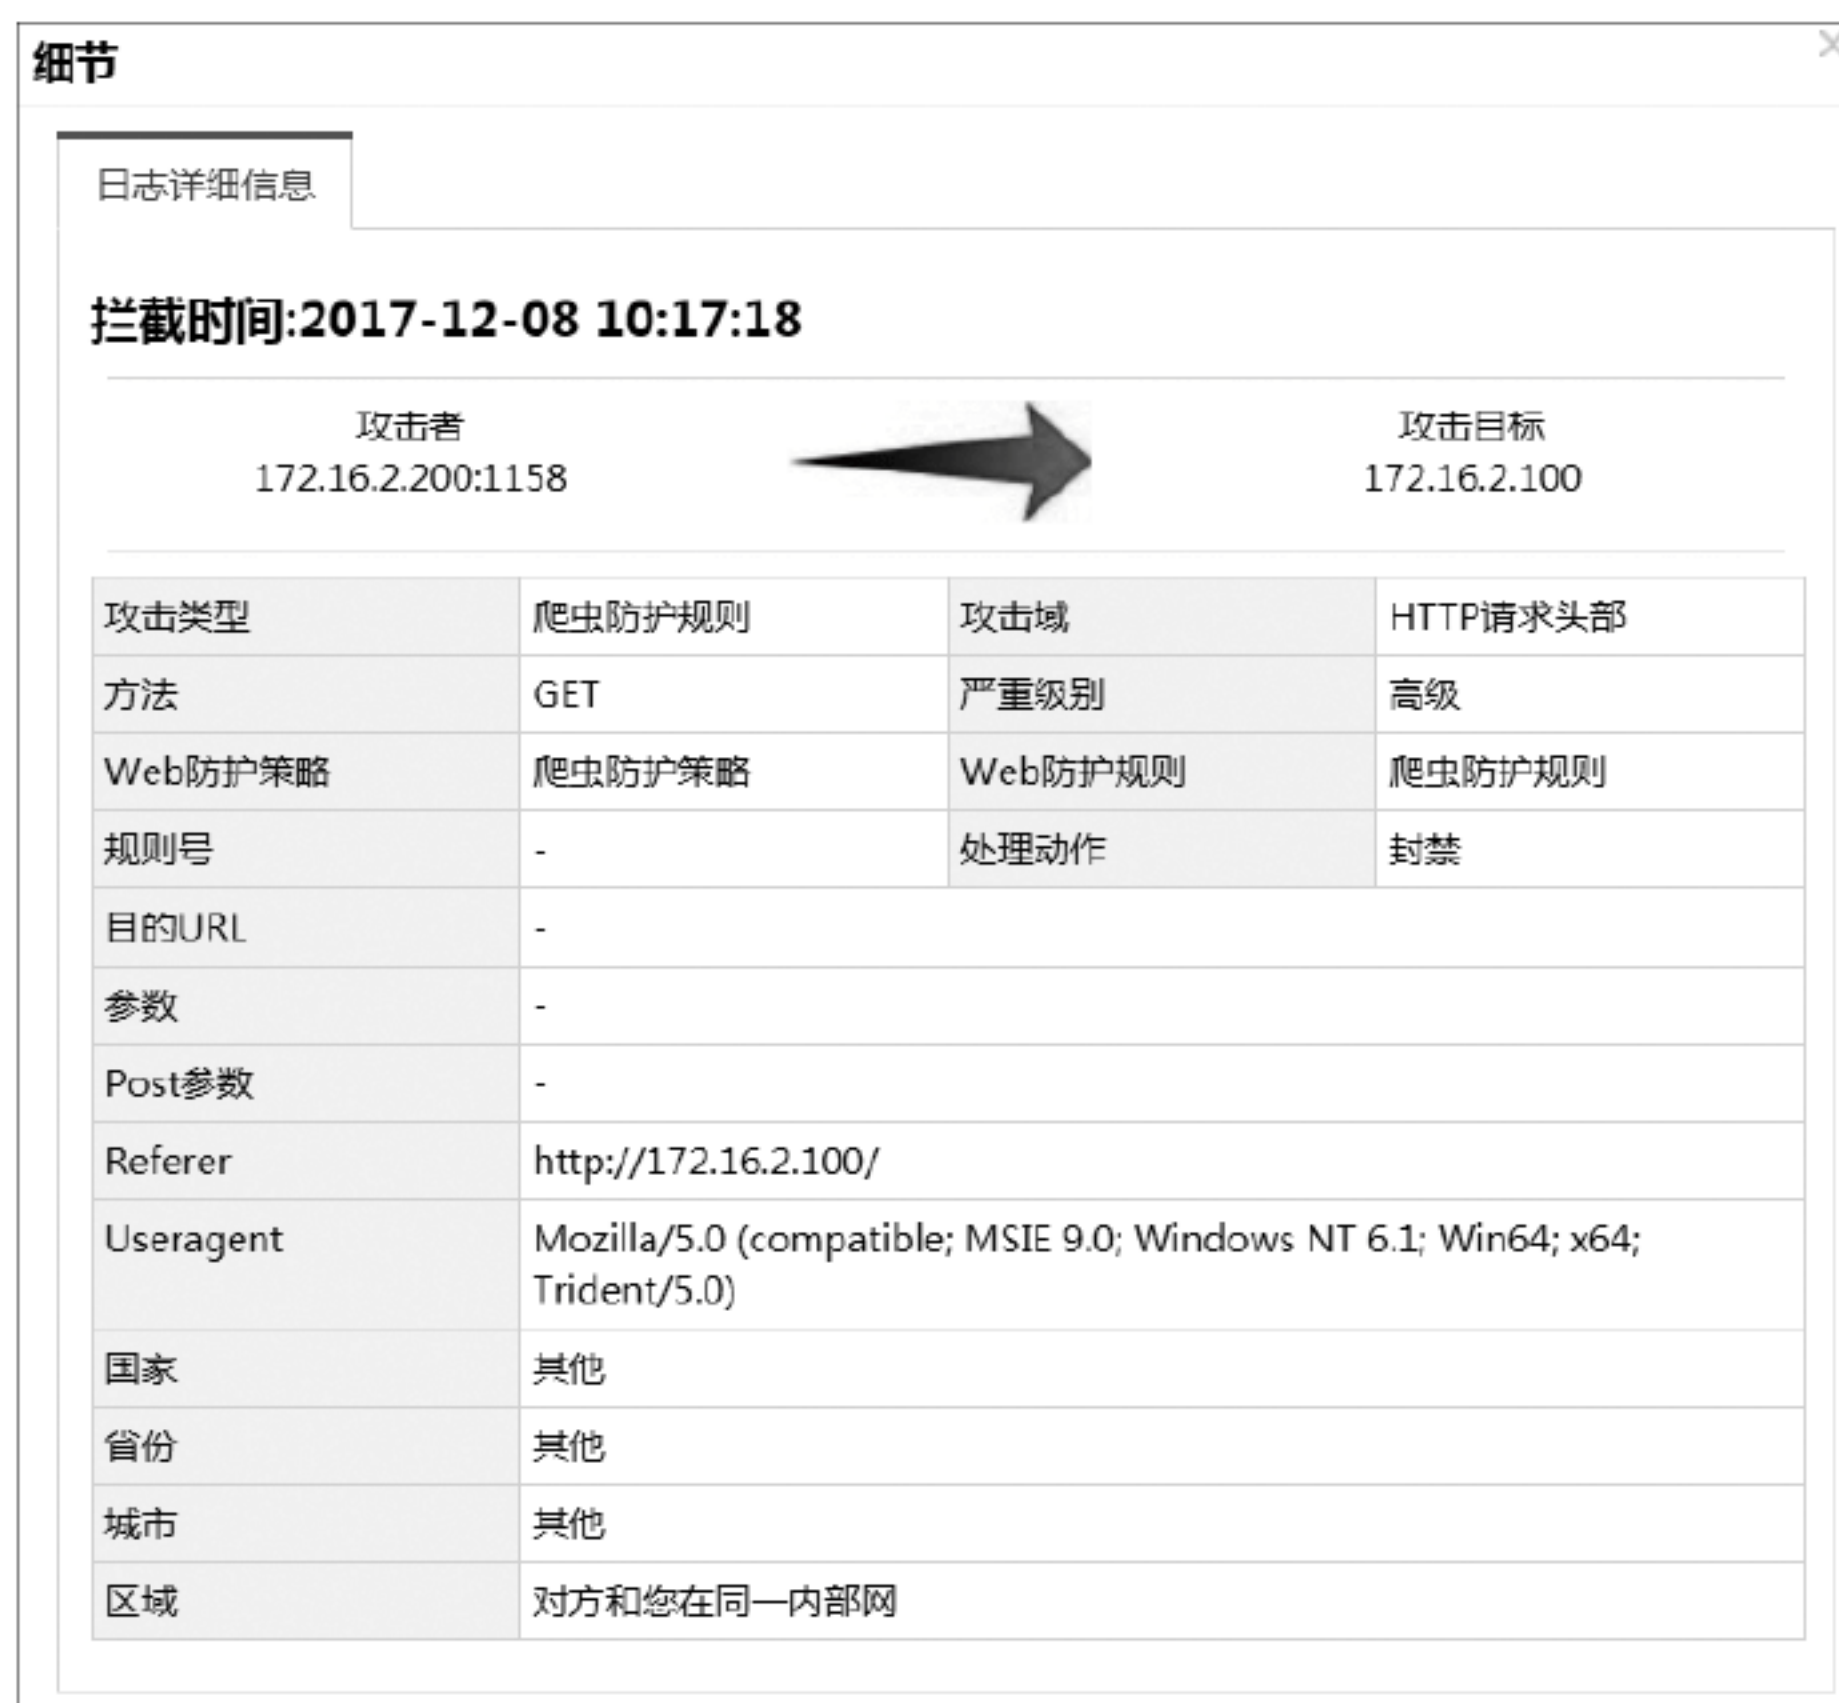 细节
日志详细信息
拦截时间:2017-12-08 10:17:18
攻击者
172.16.2.200:1158
攻击目标
172.16.2.100
攻击类型 爬虫防护规则 攻击域 HTTP请求头部
方法 GET 严重级别 高级
Web防护策略 爬虫防护策略 Web防护规则 爬虫防护规则
规则号 - 处理动作 封禁
目的URL -
参数 -
Post参数 -
Referer http://172.16.2.100/
Useragent Mozilla/5.0 (compatible; MSIE 9.0; Windows NT 6.1; Win64; x64;
Trident/5.0)
国家 其他
省份 其他
城市 其他
区域 对方和您在同一内部网